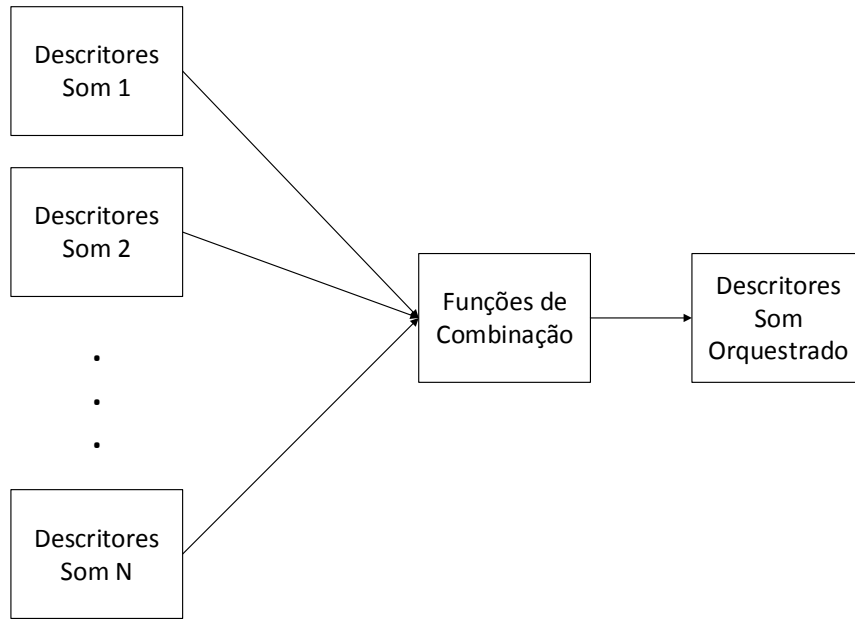 Descritores
Som 1
Descritores
Som 2
.
.
.
Descritores
Som N
Funções de
Combinação
Descritores
Som
Orquestrado